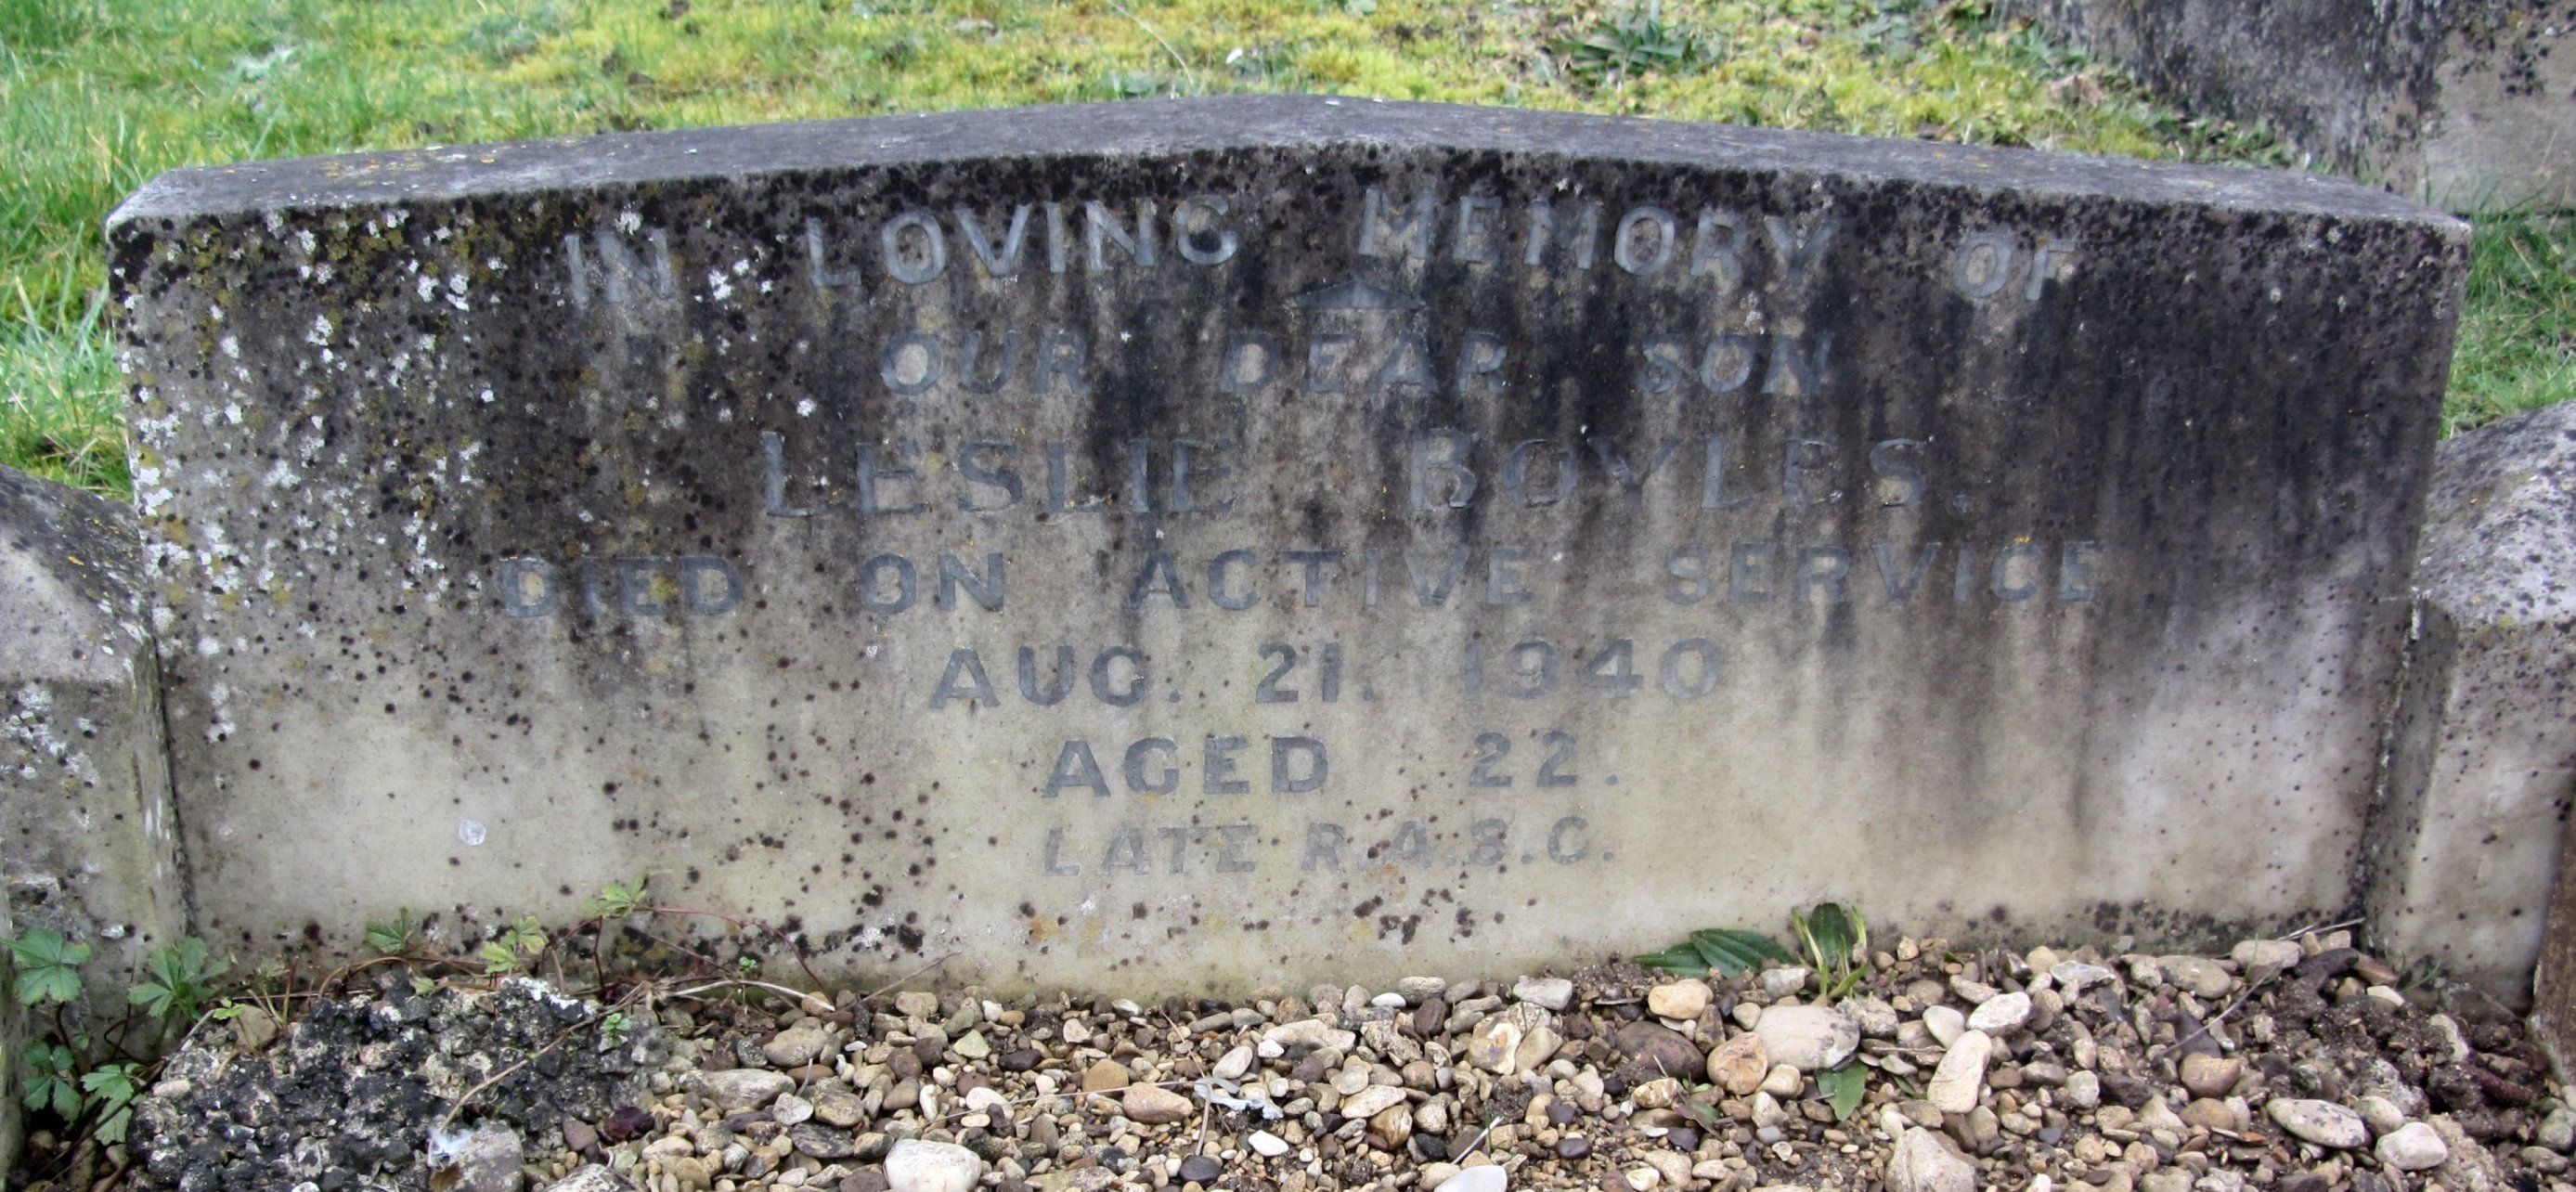 IN LOVING MEMORY OF
OUR DEAR SON
LESLIE BOYLES.
DIED ON ACTIVE SERVICE
AUG. 21. 1940
AGED 22.
LATE R.A.S.C.